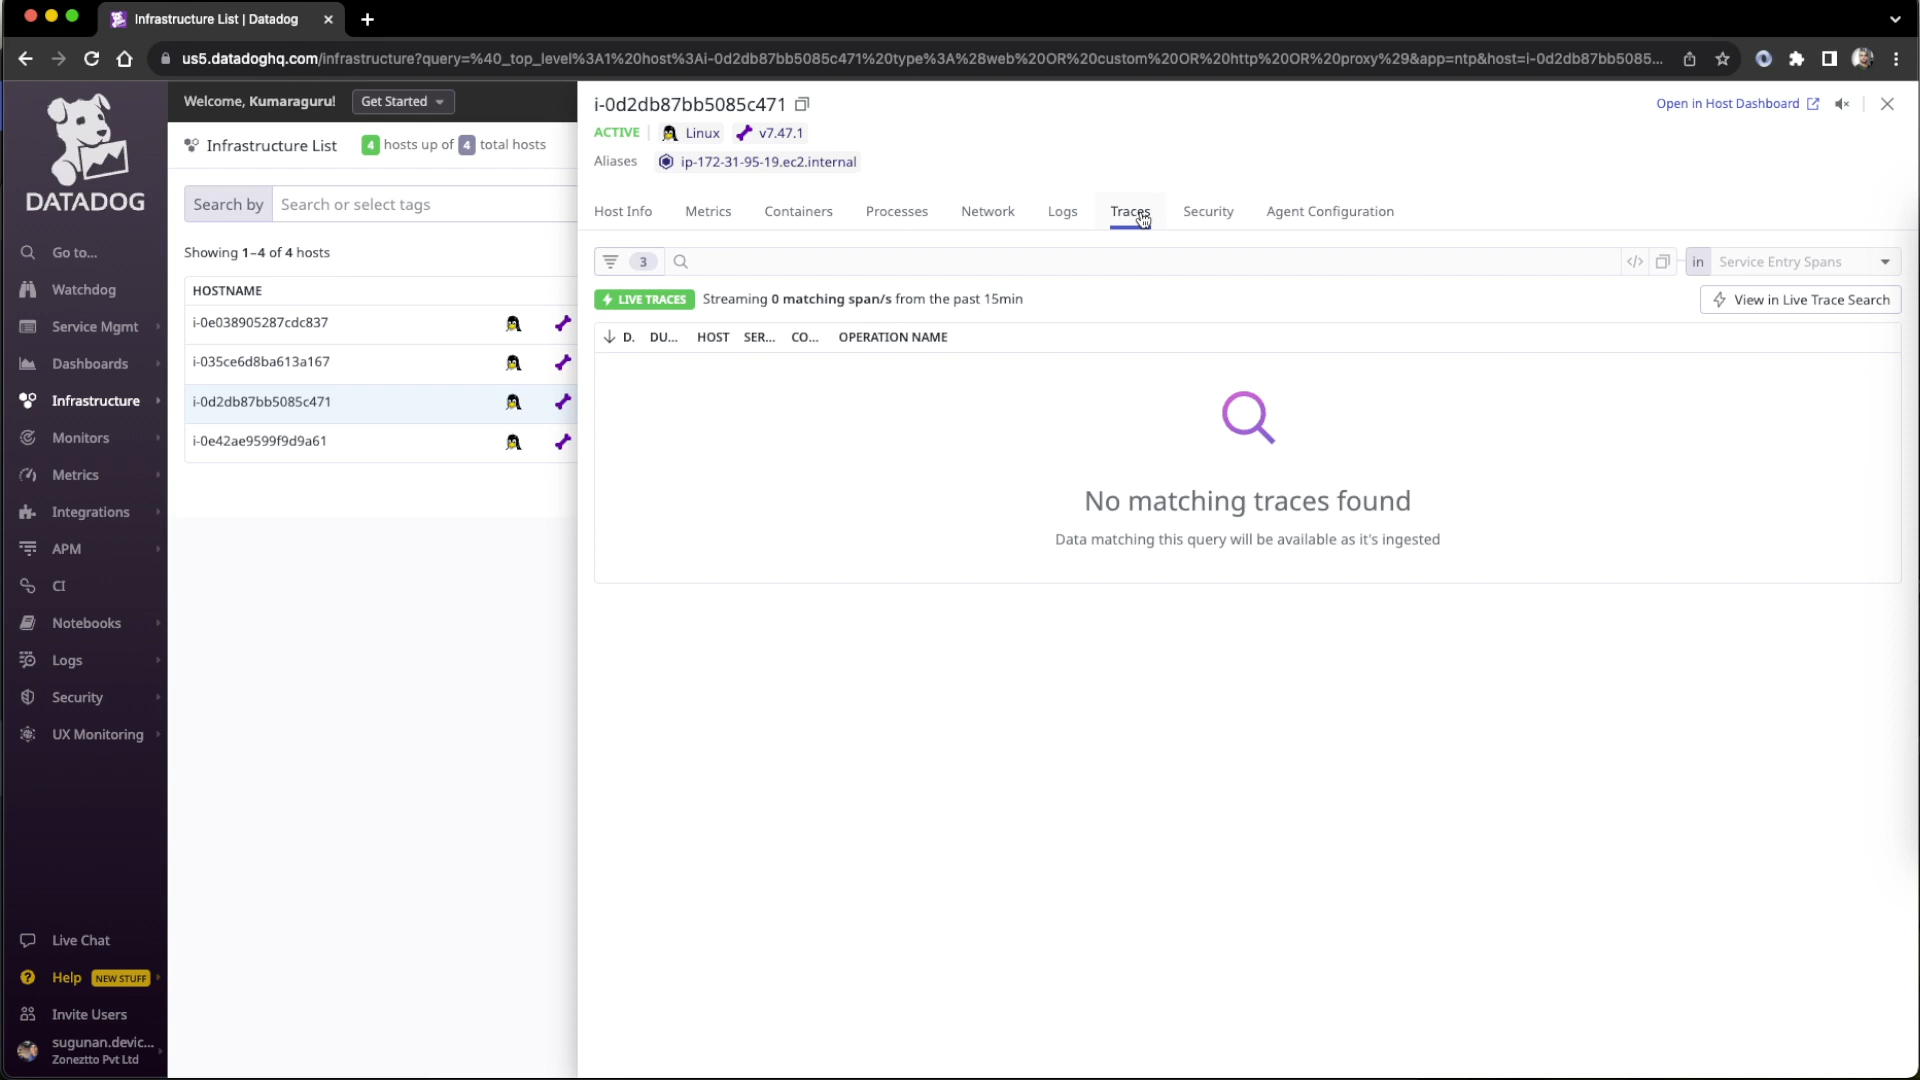 Infrastructure List | Datadog
us5.datadoghq.com/infrastructure?query=%40_top_level%3A1%20host%3Ai-0d2db87bb5085c471%20type%3A%28web%20OR%20custom%20OR%20http%20OR%20proxy%29&app=ntp&host=i-0d2db87bb5085...
DATADOG
Go to...
Watchdog
Service Mgmt
Dashboards
Infrastructure
Monitors
Metrics
Integrations
APM
CI
Notebooks
Logs
Security
UX Monitoring
Live Chat
Help NEW STUFF
Invite Users
sugunan.devic...
Zoneztto Pvt Ltd
Welcome, Kumaraguru! Get Started
Infrastructure List 4 hosts up of 4 total hosts
Search by Search or select tags
Showing 1–4 of 4 hosts
HOSTNAME
i-0e038905287cdc837
i-035ce6d8ba613a167
i-0d2db87bb5085c471
i-0e42ae9599f9d9a61
i-0d2db87bb5085c471 Open in Host Dashboard
ACTIVE Linux v7.47.1
Aliases ip-172-31-95-19.ec2.internal
Host Info Metrics Containers Processes Network Logs Traces Security Agent Configuration
3 </> in Service Entry Spans
LIVE TRACES Streaming 0 matching span/s from the past 15min View in Live Trace Search
D. DU... HOST SER... CO... OPERATION NAME
No matching traces found
Data matching this query will be available as it's ingested